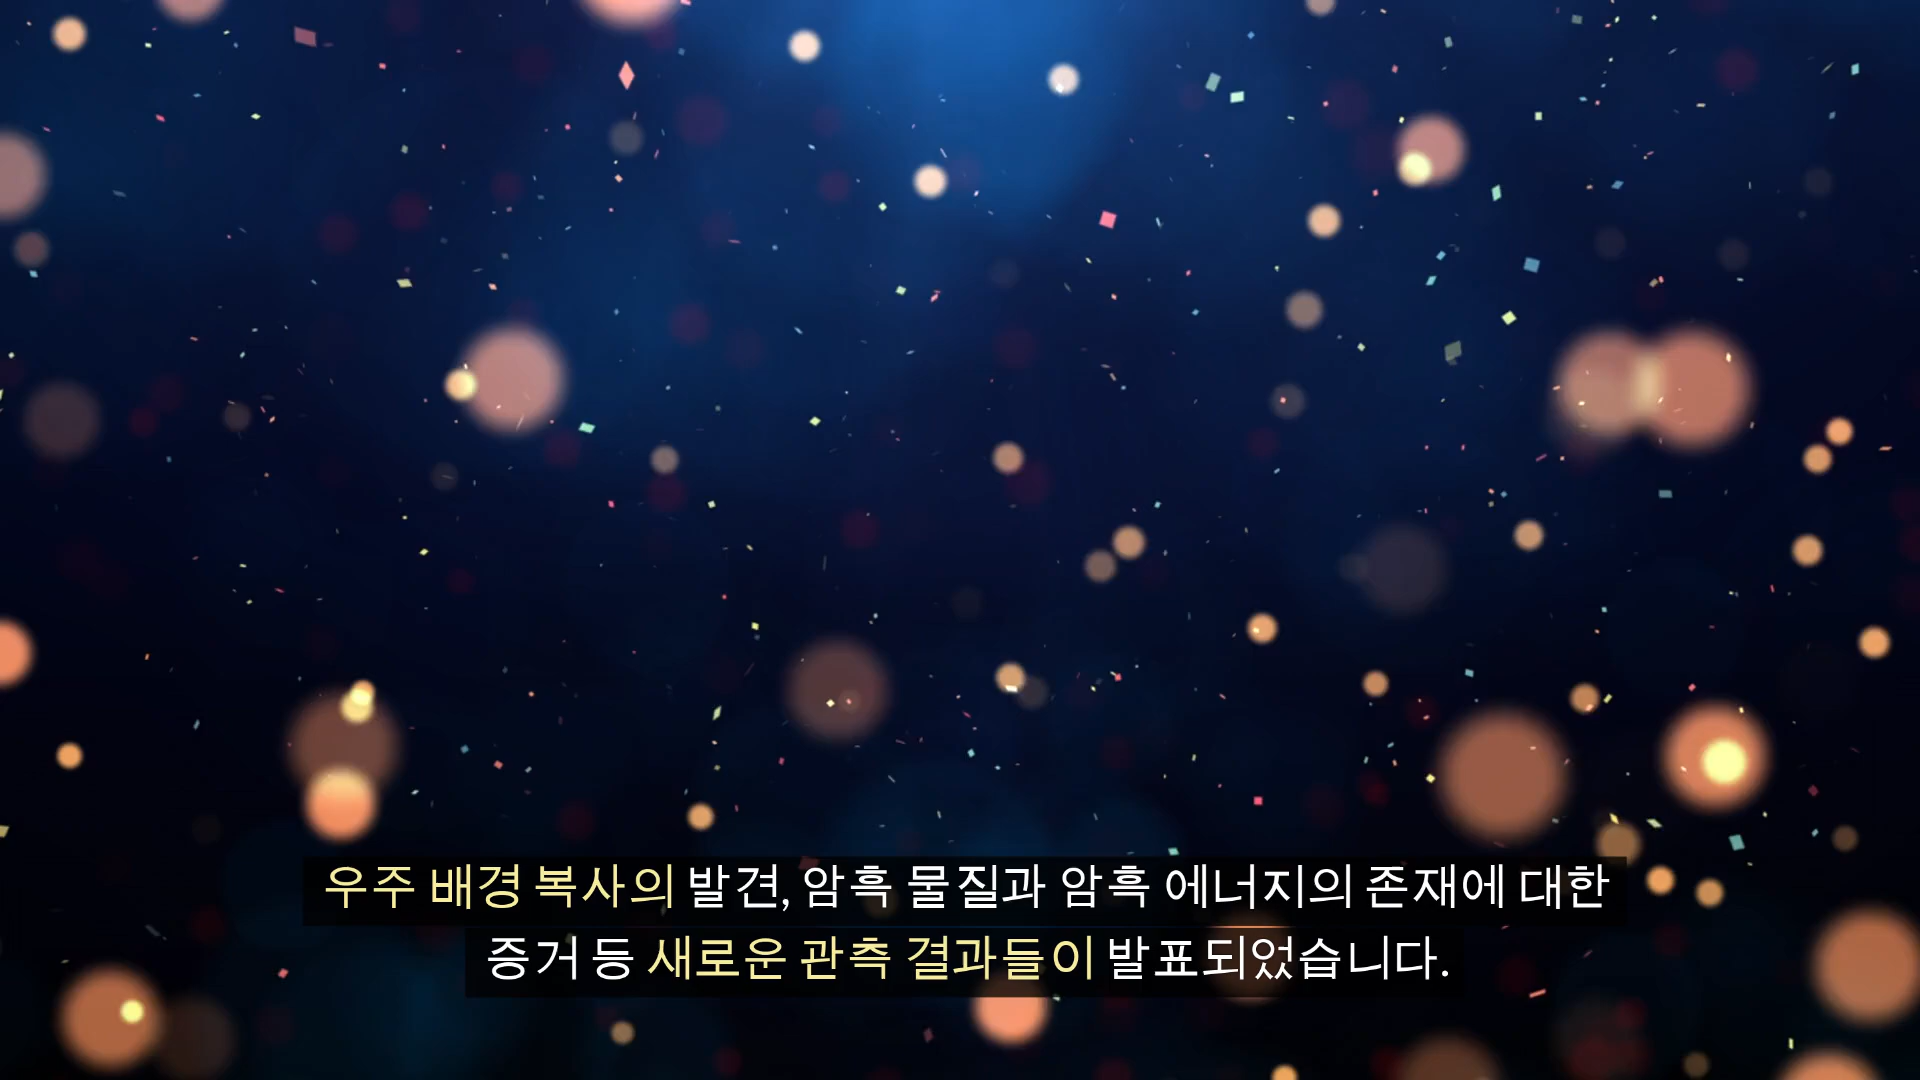 우주 배경 복사의 발견, 암흑 물질과 암흑 에너지의 존재에 대한
증거 등 새로운 관측 결과들이 발표되었습니다.